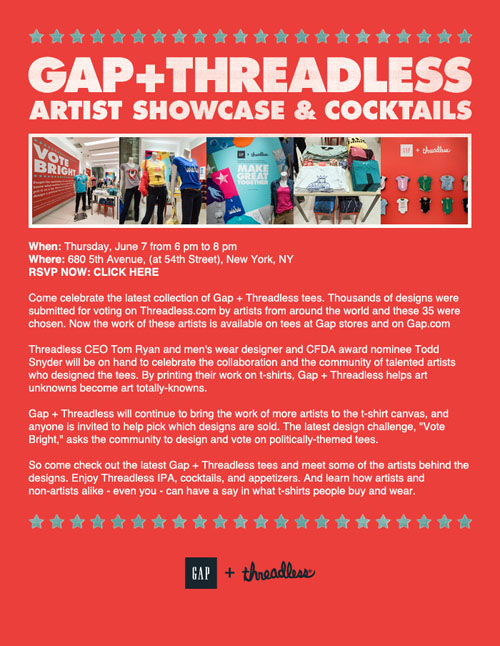 GAP+THREADLESS
ARTIST SHOWCASE & COCKTAILS
VOTE
BRIGHT
MAKE
GREAT
TOGETHER
GAP + threadless
When: Thursday, June 7 from 6 pm to 8 pm
Where: 680 5th Avenue, (at 54th Street), New York, NY
RSVP NOW: CLICK HERE
Come celebrate the latest collection of Gap + Threadless tees. Thousands of designs were
submitted for voting on Threadless.com by artists from around the world and these 35 were
chosen. Now the work of these artists is available on tees at Gap stores and on Gap.com
Threadless CEO Tom Ryan and men's wear designer and CFDA award nominee Todd
Snyder will be on hand to celebrate the collaboration and the community of talented artists
who designed the tees. By printing their work on t-shirts, Gap + Threadless helps art
unknowns become art totally-knowns.
Gap + Threadless will continue to bring the work of more artists to the t-shirt canvas, and
anyone is invited to help pick which designs are sold. The latest design challenge, "Vote
Bright," asks the community to design and vote on politically-themed tees.
So come check out the latest Gap + Threadless tees and meet some of the artists behind the
designs. Enjoy Threadless IPA, cocktails, and appetizers. And learn how artists and
non-artists alike - even you - can have a say in what t-shirts people buy and wear.
GAP + threadless